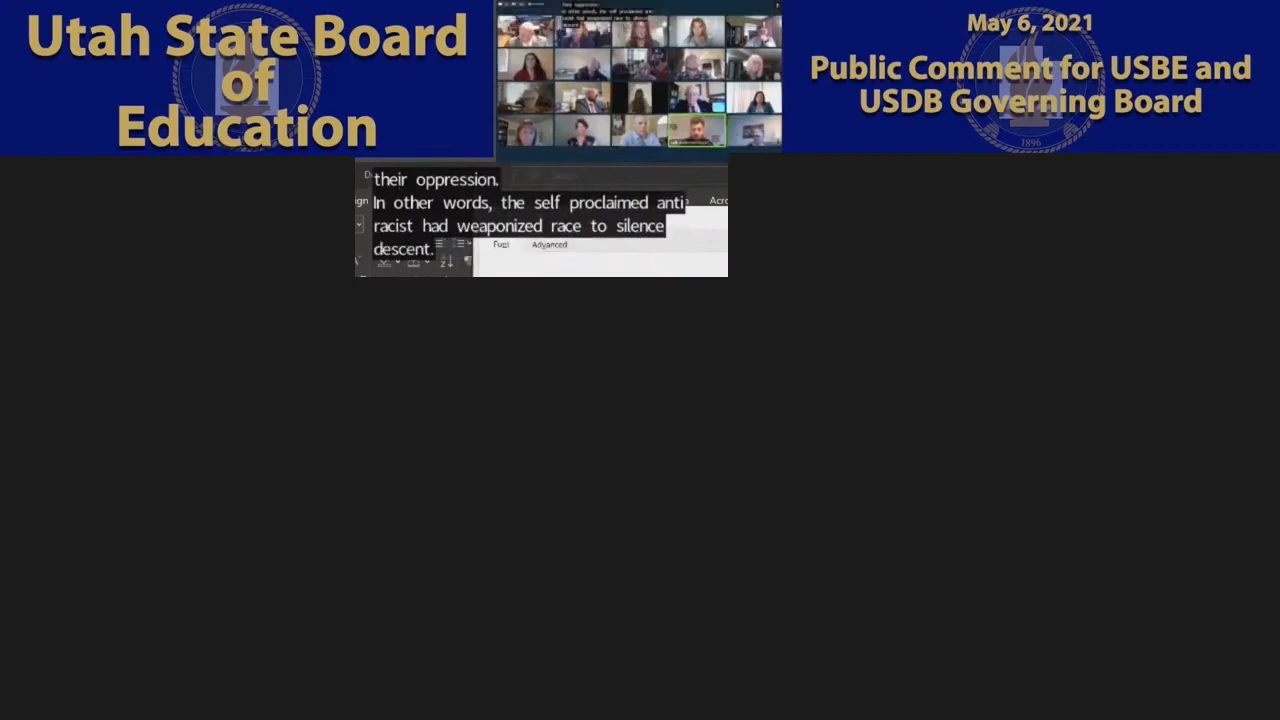 Utah State Board
of
Education
May 6, 2021
Public Comment for USBE and
USDB Governing Board
1896
their oppression.
In other words, the self proclaimed anti
racist had weaponized race to silence
descent.
Advanced